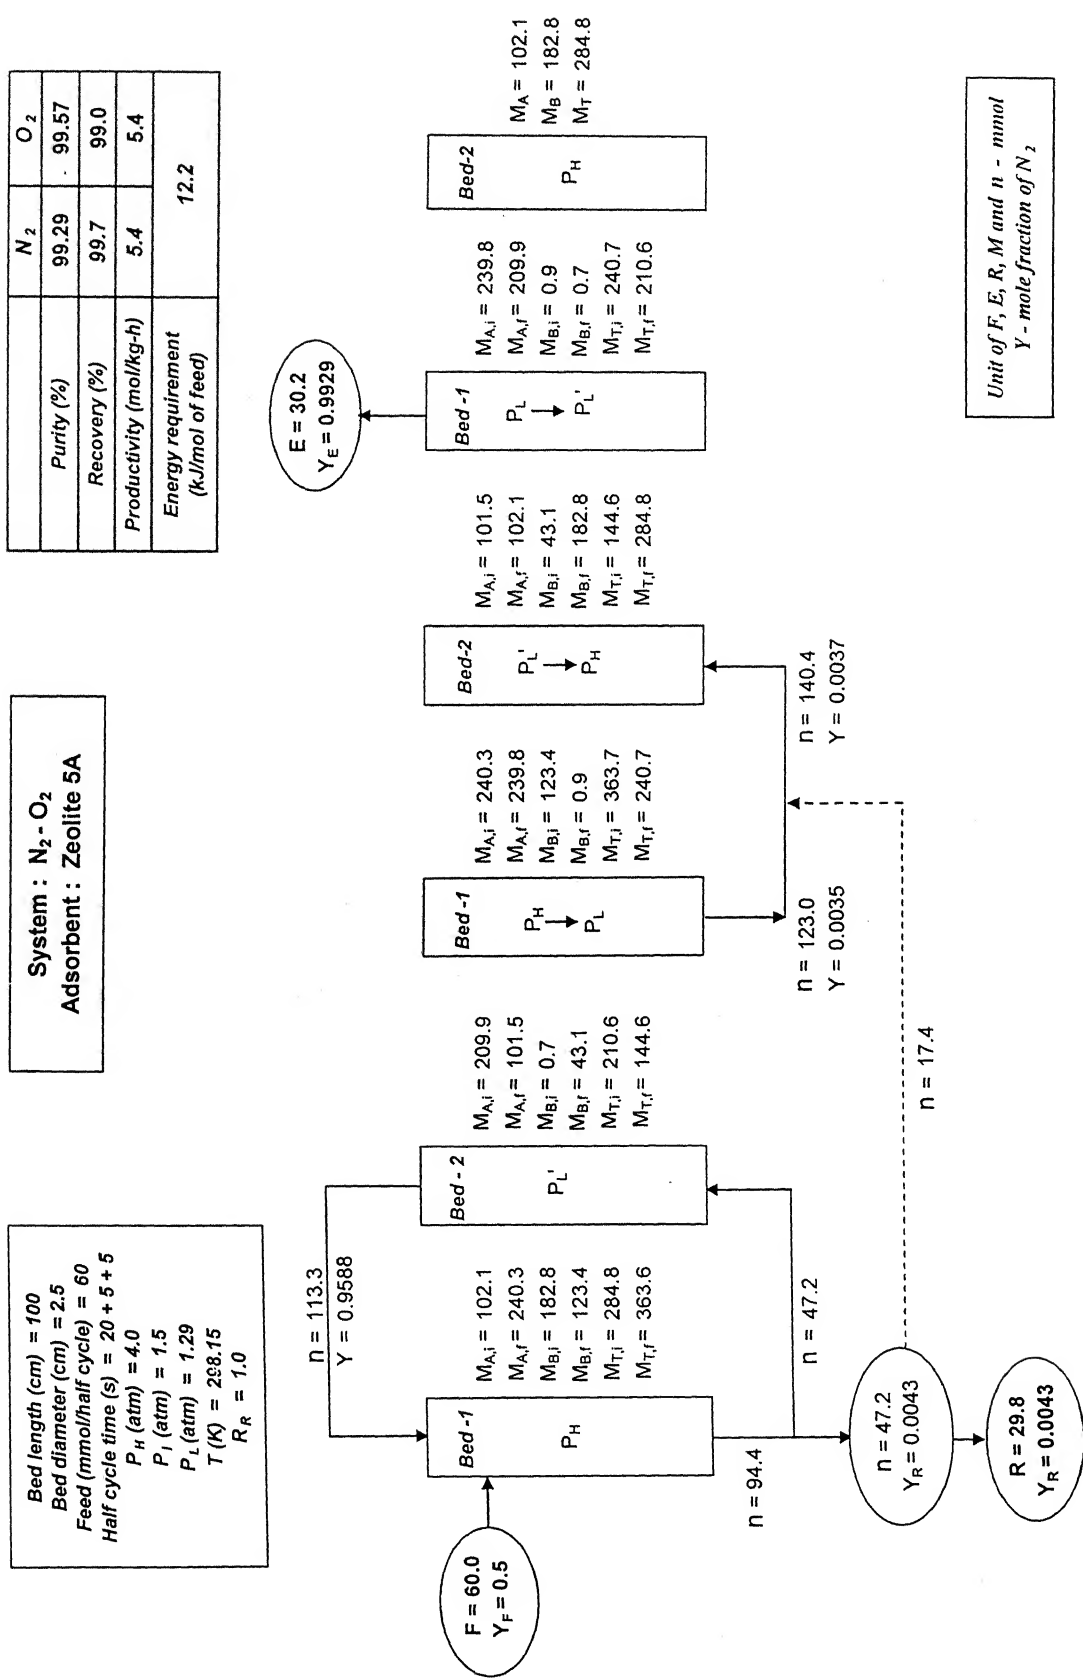 Bed length (cm) = 100
Bed diameter (cm) = 2.5
Feed (mmol/half cycle) = 60
Half cycle time (s) = 20 + 5 + 5
P_H (atm) = 4.0
P_I (atm) = 1.5
P_L (atm) = 1.29
T (K) = 298.15
R_R = 1.0
System : N₂ - O₂
Adsorbent : Zeolite 5A
N₂ O₂
Purity (%) 99.29 99.57
Recovery (%) 99.7 99.0
Productivity (mol/kg-h) 5.4 5.4
Energy requirement 12.2
(kJ/mol of feed)
n = 113.3
Y = 0.9588
F = 60.0
Y_F = 0.5
Bed -1
P_H
M_A,i = 102.1
M_A,f = 240.3
M_B,i = 182.8
M_B,f = 123.4
M_T,i = 284.8
M_T,f = 363.6
Bed - 2
P_L'
M_A,i = 209.9
M_A,f = 101.5
M_B,i = 0.7
M_B,f = 43.1
M_T,i = 210.6
M_T,f = 144.6
n = 94.4
n = 47.2
n = 47.2
Y_R = 0.0043
R = 29.8
Y_R = 0.0043
n = 17.4
Bed -1
P_H
P_L
M_A,i = 240.3
M_A,f = 239.8
M_B,i = 123.4
M_B,f = 0.9
M_T,i = 363.7
M_T,f = 240.7
n = 123.0
Y = 0.0035
Bed-2
P_L'
P_H
M_A,i = 101.5
M_A,f = 102.1
M_B,i = 43.1
M_B,f = 182.8
M_T,i = 144.6
M_T,f = 284.8
n = 140.4
Y = 0.0037
E = 30.2
Y_E = 0.9929
Bed -1
P_L
P_L'
M_A,i = 239.8
M_A,f = 209.9
M_B,i = 0.9
M_B,f = 0.7
M_T,i = 240.7
M_T,f = 210.6
Bed-2
P_H
M_A = 102.1
M_B = 182.8
M_T = 284.8
Unit of F, E, R, M and n - mmol
Y - mole fraction of N₂